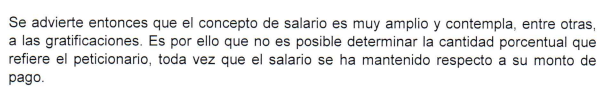 Se advierte entonces que el concepto de salario es muy amplio y contempla, entre otras,
a las gratificaciones. Es por ello que no es posible determinar la cantidad porcentual que
refiere el peticionario, toda vez que el salario se ha mantenido respecto a su monto de
pago.